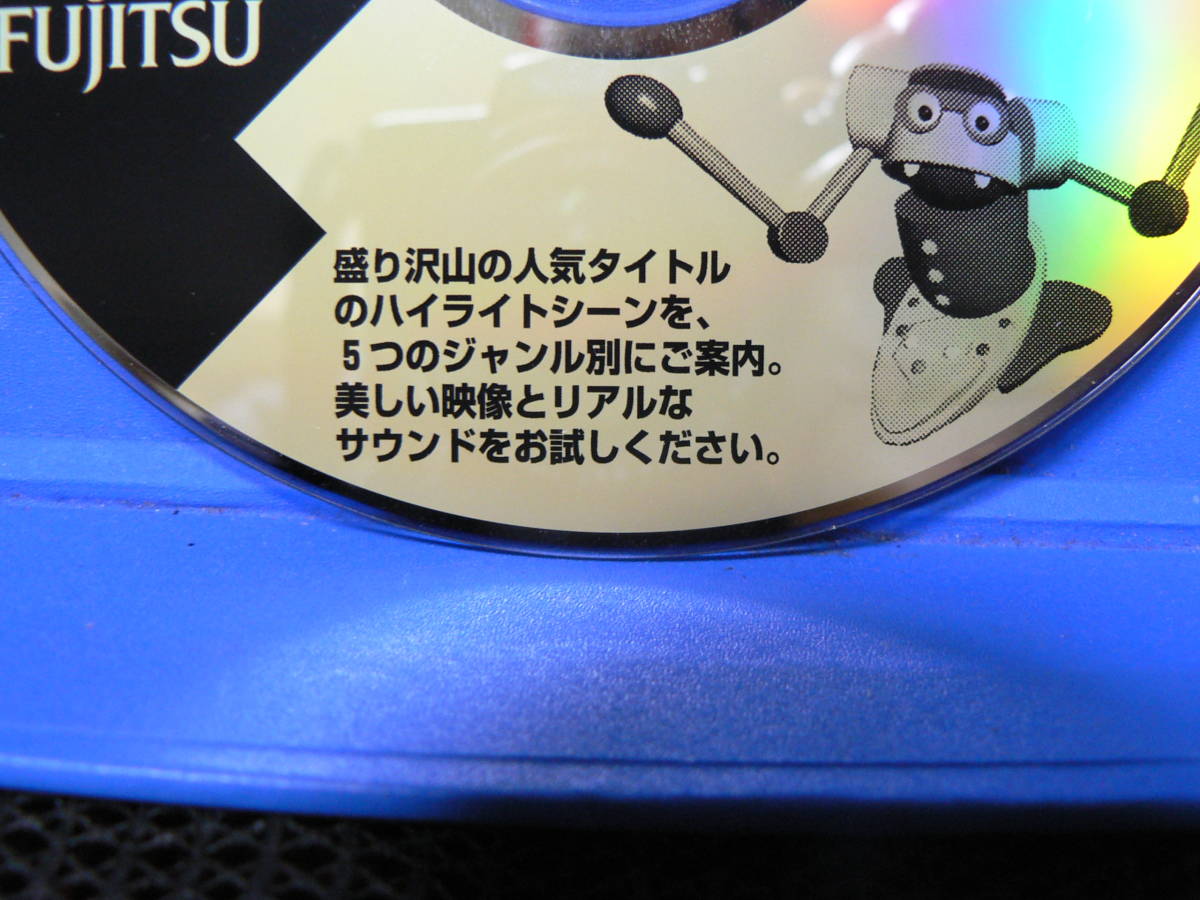 FUJITSU
盛り沢山の人気タイトル
のハイライトシーンを、
5つのジャンル別にご案内。
美しい映像とリアルな
サウンドをお試しください。